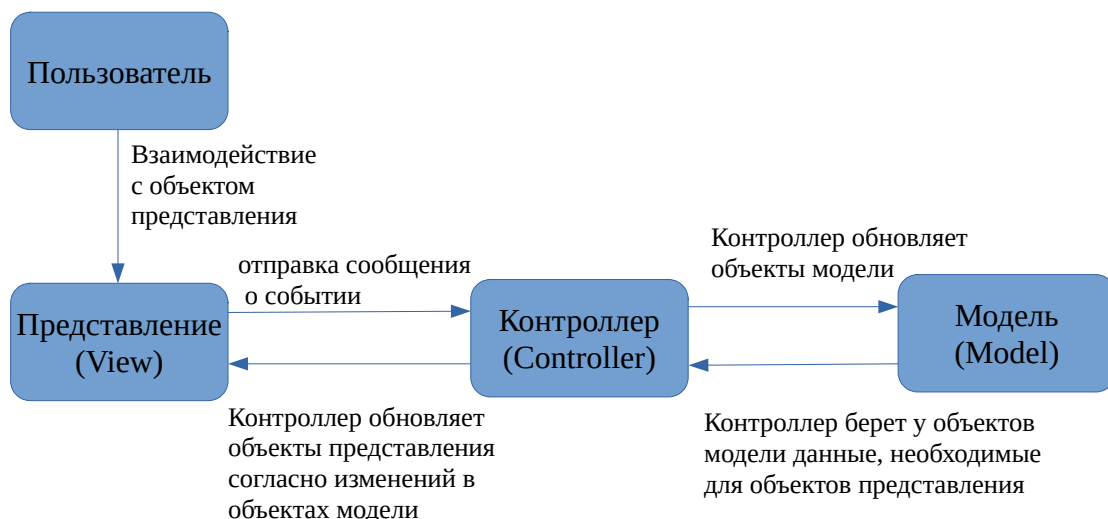 Пользователь
Взаимодействие
с объектом
представления
отправка сообщения
о событии
Контроллер обновляет
объекты модели
Представление
(View)
Контроллер
(Controller)
Модель
(Model)
Контроллер обновляет
объекты представления
согласно изменений в
объектах модели
Контроллер берет у объектов
модели данные, необходимые
для объектов представления